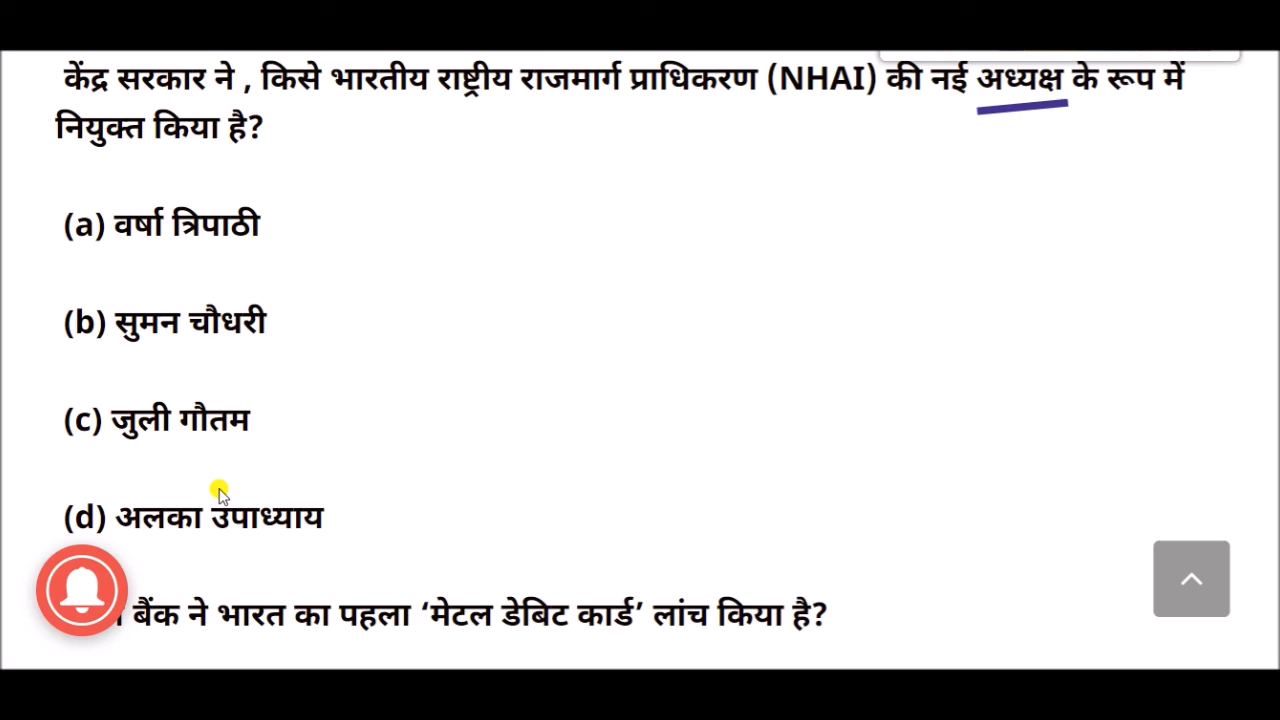 केंद्र सरकार ने , किसे भारतीय राष्ट्रीय राजमार्ग प्राधिकरण (NHAI) की नई अध्यक्ष के रूप में
नियुक्त किया है?
(a) वर्षा त्रिपाठी
(b) सुमन चौधरी
(c) जुली गौतम
(d) अलका उपाध्याय
बैंक ने भारत का पहला ‘मेटल डेबिट कार्ड’ लांच किया है?